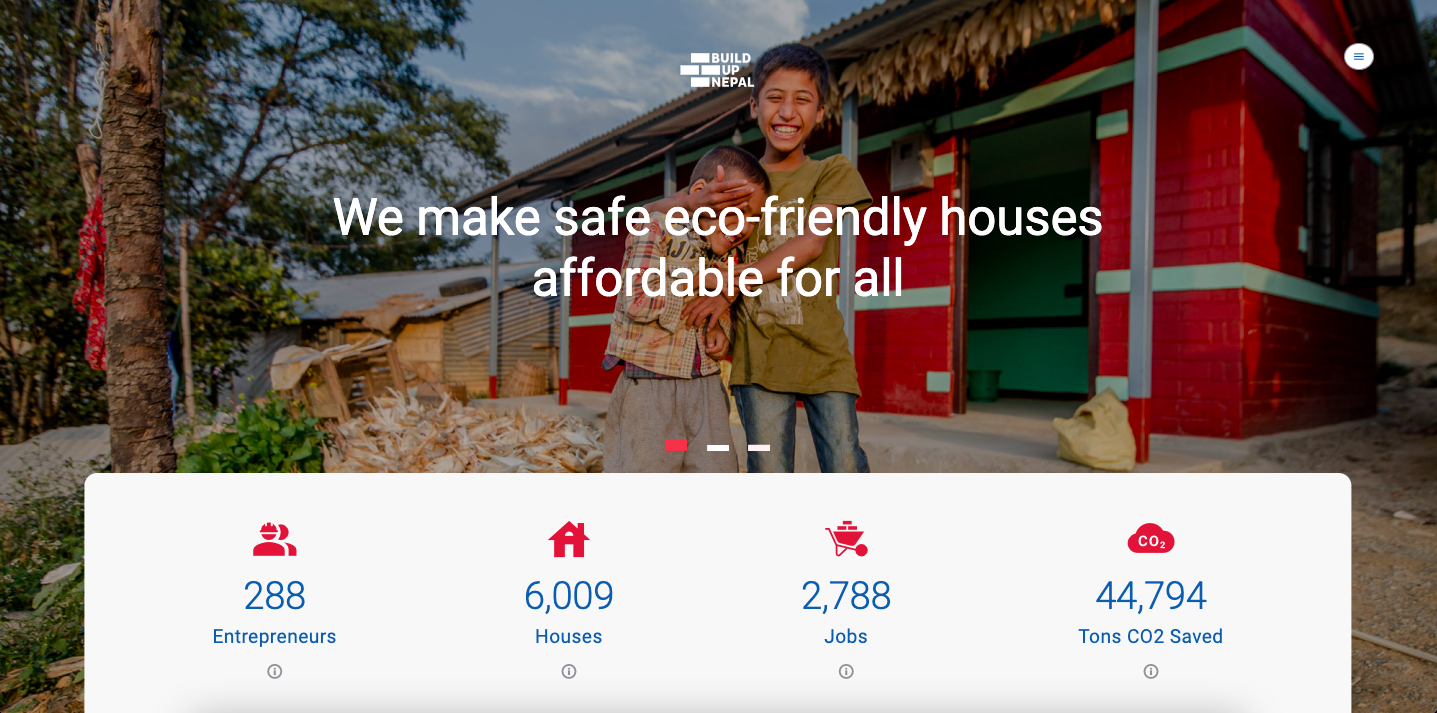 BUILD
UP
NEPAL
We make safe eco-friendly houses
affordable for all
CO2
288
6,009
2,788
44,794
Entrepreneurs
Houses
Jobs
Tons CO2 Saved